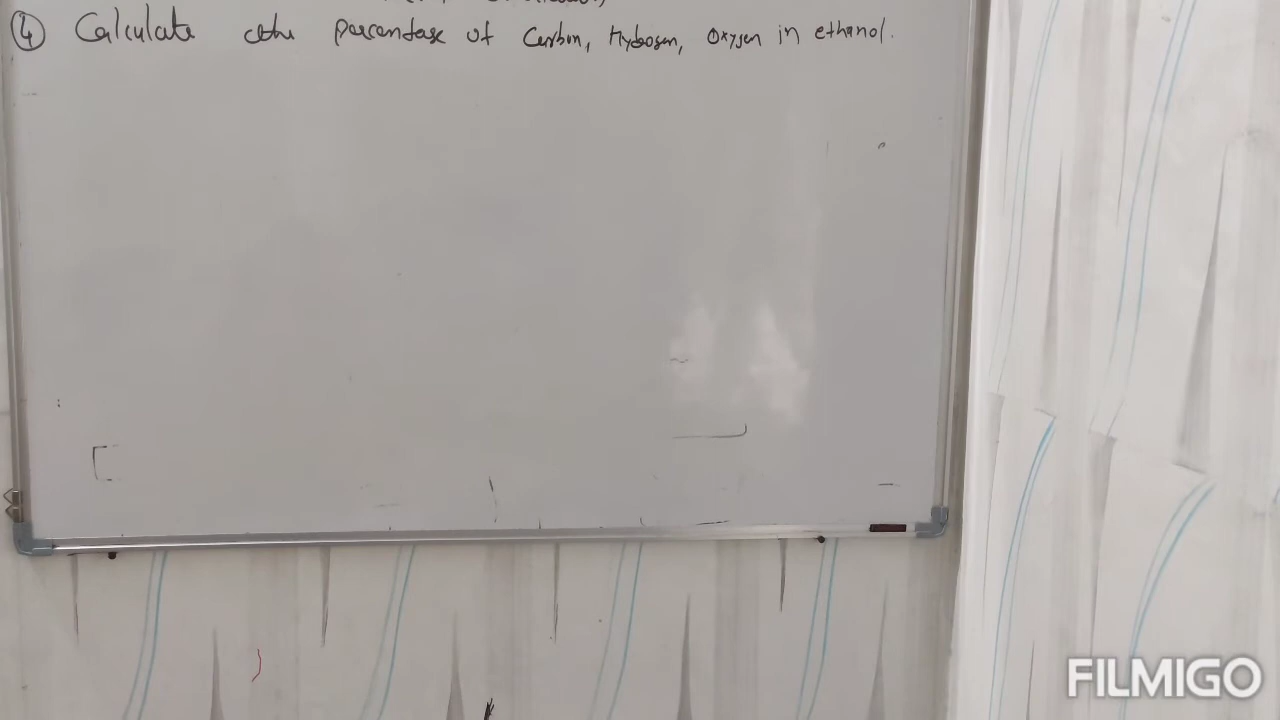 ④ Calculate the percentage of Carbon, Hydrogen, Oxygen in ethanol.
FILMIGO